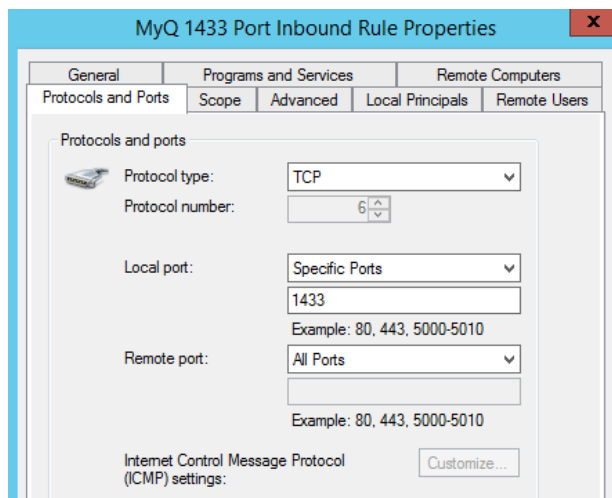 MyQ 1433 Port Inbound Rule Properties
x
General Programs and Services Remote Computers
Protocols and Ports Scope Advanced Local Principals Remote Users
Protocols and ports
Protocol type: TCP
Protocol number: 6
Local port: Specific Ports
1433
Example: 80, 443, 5000-5010
Remote port: All Ports
Example: 80, 443, 5000-5010
Internet Control Message Protocol
(ICMP) settings: Customize...